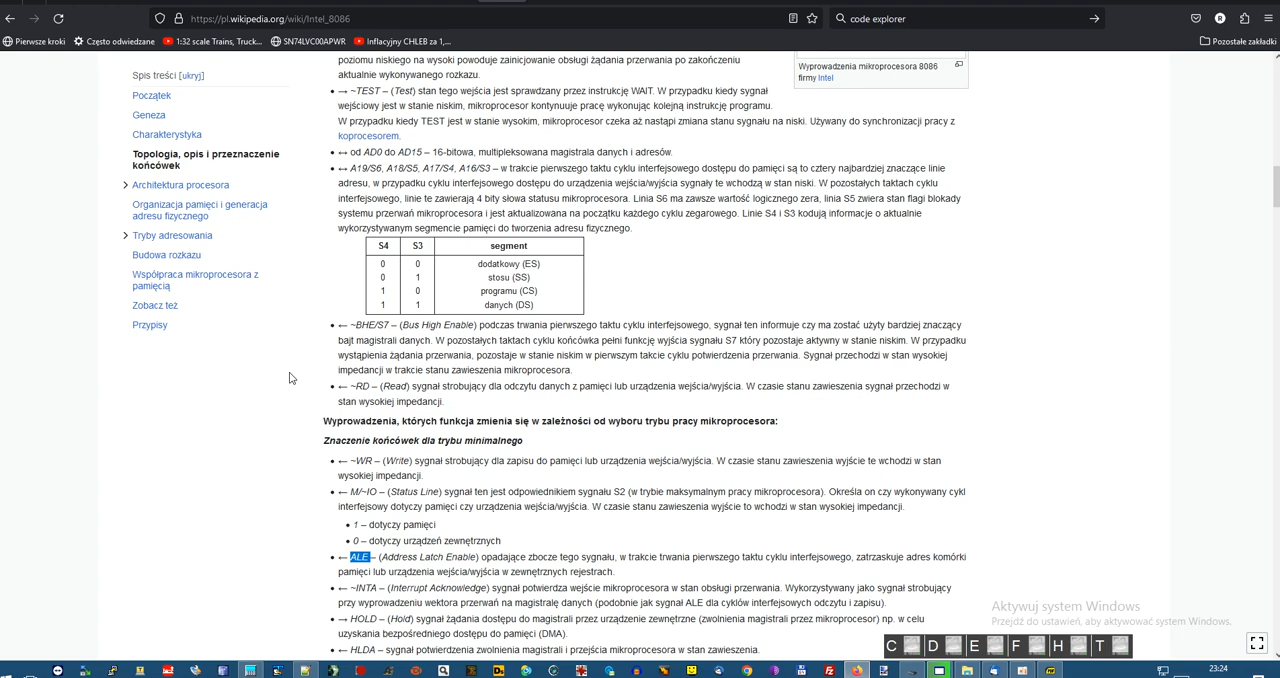 https://pl.wikipedia.org/wiki/Intel_8086
code explorer
Pierwsze kroki
Często odwiedzane
1:32 scale Trains, Truck...
SN74LVC00APWR
Inflacyjny CHLEB za 1,...
Pozostałe zakładki
Spis treści [ukryj]
Początek
Geneza
Charakterystyka
Topologia, opis i przeznaczenie
końcówek
Architektura procesora
Organizacja pamięci i generacja
adresu fizycznego
Tryby adresowania
Budowa rozkazu
Współpraca mikroprocesora z
pamięcią
Zobacz też
Przypisy
poziomu niskiego na wysoki powoduje zainicjowanie obsługi żądania przerwania po zakończeniu
aktualnie wykonywanego rozkazu.
• → ~TEST – (Test) stan tego wejścia jest sprawdzany przez instrukcję WAIT. W przypadku kiedy sygnał
wejściowy jest w stanie niskim, mikroprocesor kontynuuje pracę wykonując kolejną instrukcję programu.
W przypadku kiedy TEST jest w stanie wysokim, mikroprocesor czeka aż nastąpi zmiana stanu sygnału na niski. Używany do synchronizacji pracy z
koprocesorem.
• ↔ od AD0 do AD15 – 16-bitowa, multipleksowana magistrala danych i adresów.
• ↔ A19/S6, A18/S5, A17/S4, A16/S3 – w trakcie pierwszego taktu cyklu interfejsowego dostępu do pamięci są to cztery najbardziej znaczące linie
adresu, w przypadku cyklu interfejsowego dostępu do urządzenia wejścia/wyjścia sygnały te wchodzą w stan niski. W pozostałych taktach cyklu
interfejsowego, linie te zawierają 4 bity słowa statusu mikroprocesora. Linia S6 ma zawsze wartość logicznego zera, linia S5 zwiera stan flagi blokady
systemu przerwań mikroprocesora i jest aktualizowana na początku każdego cyklu zegarowego. Linie S4 i S3 kodują informacje o aktualnie
wykorzystywanym segmencie pamięci do tworzenia adresu fizycznego.
S4 S3 segment
0 0 dodatkowy (ES)
0 1 stosu (SS)
1 0 programu (CS)
1 1 danych (DS)
• ← ~BHE/S7 – (Bus High Enable) podczas trwania pierwszego taktu cyklu interfejsowego, sygnał ten informuje czy ma zostać użyty bardziej znaczący
bajt magistrali danych. W pozostałych taktach cyklu końcówka pełni funkcję wyjścia sygnału S7 który pozostaje aktywny w stanie niskim. W przypadku
wystąpienia żądania przerwania, pozostaje w stanie niskim w pierwszym takcie cyklu potwierdzenia przerwania. Sygnał przechodzi w stan wysokiej
impedancji w trakcie stanu zawieszenia mikroprocesora.
• ← ~RD – (Read) sygnał strobujący dla odczytu danych z pamięci lub urządzenia wejścia/wyjścia. W czasie stanu zawieszenia sygnał przechodzi w
stan wysokiej impedancji.
Wyprowadzenia, których funkcja zmienia się w zależności od wyboru trybu pracy mikroprocesora:
Znaczenie końcówek dla trybu minimalnego
• ← ~WR – (Write) sygnał strobujący dla zapisu do pamięci lub urządzenia wejścia/wyjścia. W czasie stanu zawieszenia wyjście te wchodzi w stan
wysokiej impedancji.
• ← M/~IO – (Status Line) sygnał ten jest odpowiednikiem sygnału S2 (w trybie maksymalnym pracy mikroprocesora). Określa on czy wykonywany cykl
interfejsowy dotyczy pamięci czy urządzenia wejścia/wyjścia. W czasie stanu zawieszenia wyjście to wchodzi w stan wysokiej impedancji.
• 1 – dotyczy pamięci
• 0 – dotyczy urządzeń zewnętrznych
• ← ALE – (Address Latch Enable) opadające zbocze tego sygnału, w trakcie trwania pierwszego taktu cyklu interfejsowego, zatrzaskuje adres komórki
pamięci lub urządzenia wejścia/wyjścia w zewnętrznych rejestrach.
• ← ~INTA – (Interrupt Acknowledge) sygnał potwierdza wejście mikroprocesora w stan obsługi przerwania. Wykorzystywany jako sygnał strobujący
przy wyprowadzeniu wektora przerwań na magistralę danych (podobnie jak sygnał ALE dla cyklów interfejsowych odczytu i zapisu).
• → HOLD – (Hold) sygnał żądania dostępu do magistrali przez urządzenie zewnętrzne (zwolnienia magistrali przez mikroprocesor) np. w celu
uzyskania bezpośredniego dostępu do pamięci (DMA).
• ← HLDA – sygnał potwierdzenia zwolnienia magistrali i przejścia mikroprocesora w stan zawieszenia.
Wyprowadzenia mikroprocesora 8086
firmy Intel
Aktywuj system Windows
Przejdź do ustawień, aby aktywować system Windows.
C D E F H T
23:24